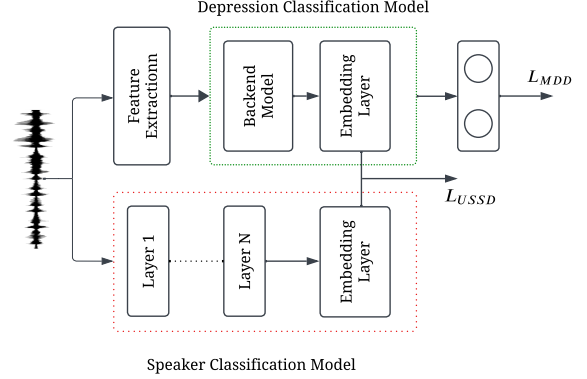 Depression Classification Model
Feature
Extractionn
Backend
Model
Embedding
Layer
L_MDD
L_USSD
Layer 1
Layer N
Embedding
Layer
Speaker Classification Model